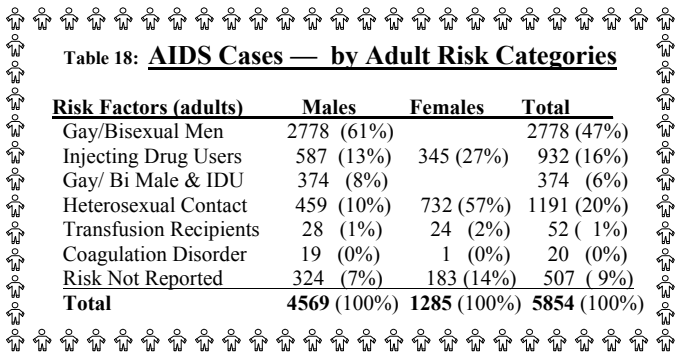 Table 18: AIDS Cases — by Adult Risk Categories
Risk Factors (adults) Males Females Total
Gay/Bisexual Men 2778 (61%) 2778 (47%)
Injecting Drug Users 587 (13%) 345 (27%) 932 (16%)
Gay/ Bi Male & IDU 374 (8%) 374 (6%)
Heterosexual Contact 459 (10%) 732 (57%) 1191 (20%)
Transfusion Recipients 28 (1%) 24 (2%) 52 ( 1%)
Coagulation Disorder 19 (0%) 1 (0%) 20 (0%)
Risk Not Reported 324 (7%) 183 (14%) 507 ( 9%)
Total 4569 (100%) 1285 (100%) 5854 (100%)